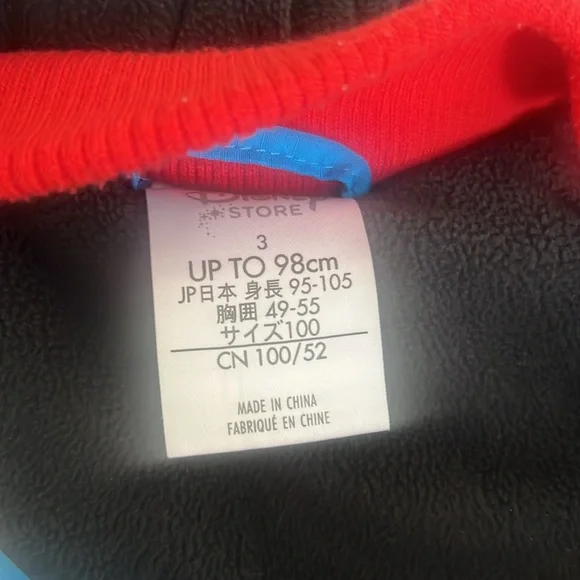 Disney
STORE
3
UP TO 98cm
JP日本 身長 95-105
胸囲 49-55
サイズ100
CN 100/52
MADE IN CHINA
FABRIQUÉ EN CHINE